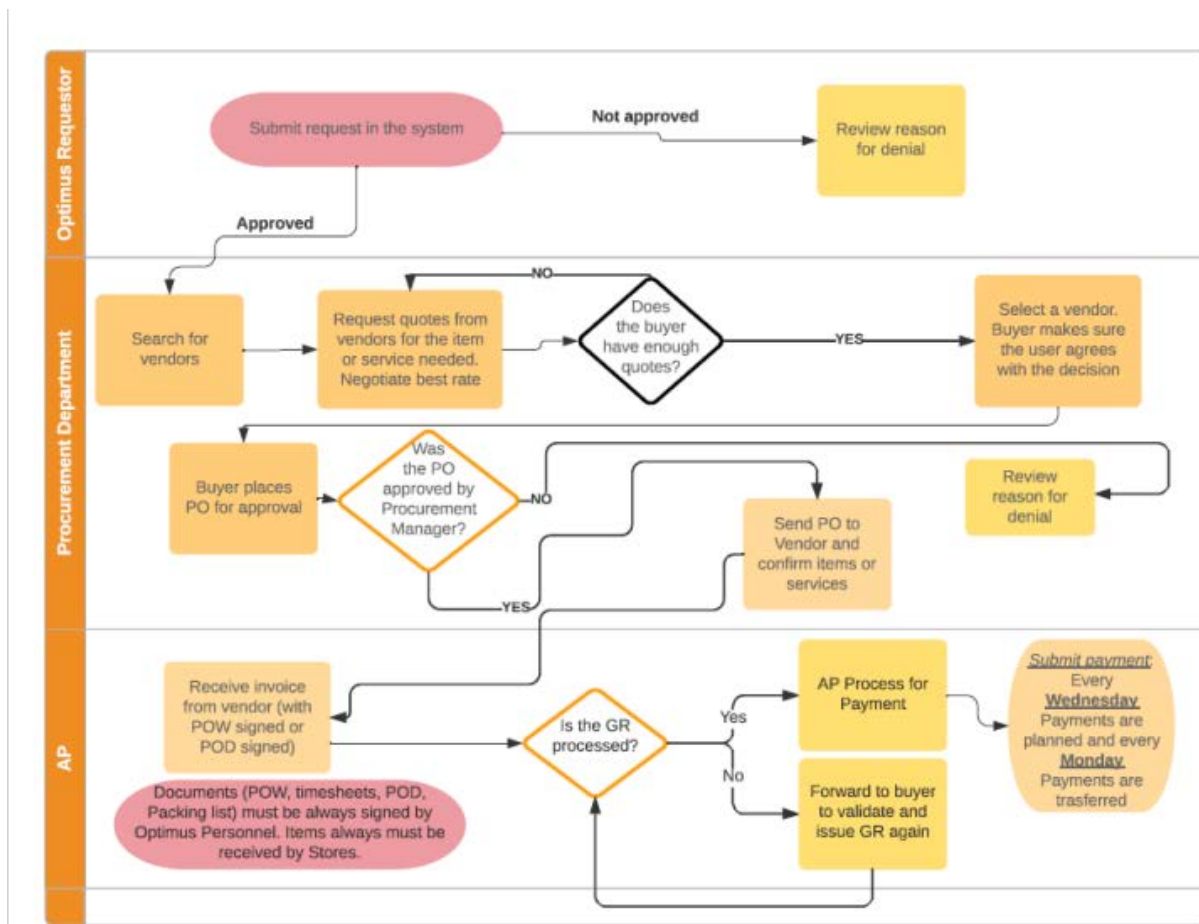 Optimus Requestor
Submit request in the system
Not approved
Review reason
for denial
Approved
Procurement Department
Search for
vendors
Request quotes from
vendors for the item
or service needed.
Negotiate best rate
NO
Does
the buyer
have enough
quotes?
YES
Select a vendor.
Buyer makes sure
the user agrees
with the decision
Buyer places
PO for approval
Was
the PO
approved by
Procurement
Manager?
NO
YES
Send PO to
Vendor and
confirm items or
services
Review
reason for
denial
AP
Receive invoice
from vendor (with
POW signed or
POD signed)
Documents (POW, timesheets, POD,
Packing list) must be always signed by
Optimus Personnel. Items always must be
received by Stores.
Is the GR
processed?
Yes
No
AP Process for
Payment
Forward to buyer
to validate and
issue GR again
Submit payment:
Every
Wednesday
Payments are
planned and every
Monday
Payments are
trasferred